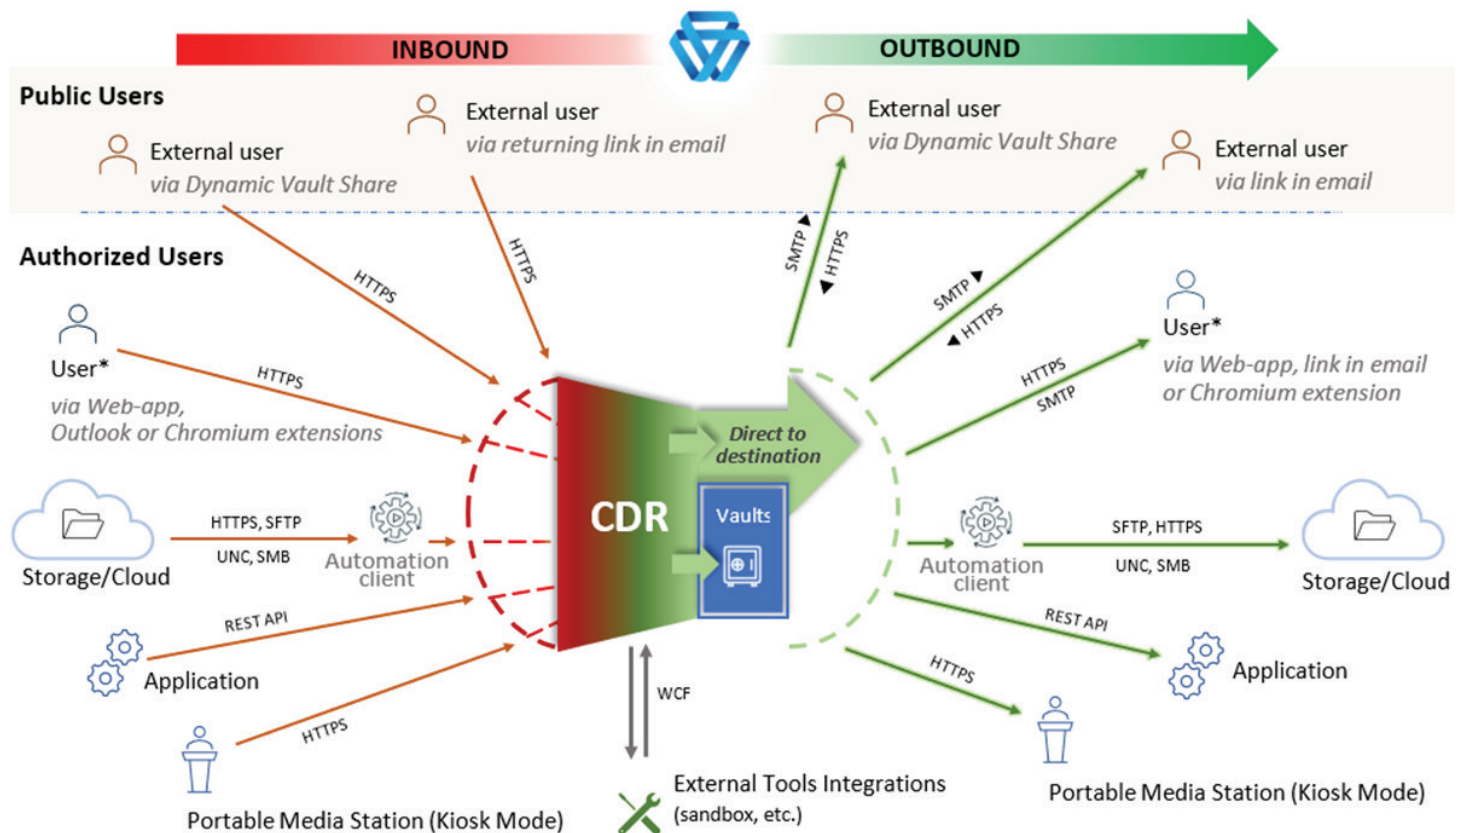 INBOUND
OUTBOUND
Public Users
External user
via Dynamic Vault Share
External user
via returning link in email
External user
via Dynamic Vault Share
External user
via link in email
Authorized Users
HTTPS
HTTPS
SMTP ▲
▼ HTTPS
SMTP ▲
◀ HTTPS
User*
via Web-app,
Outlook or Chromium extensions
HTTPS
User*
via Web-app, link in email
or Chromium extension
HTTPS
SMTP
Direct to
destination
CDR
Vaults
Storage/Cloud
HTTPS, SFTP
UNC, SMB
Automation
client
Automation
client
SFTP, HTTPS
UNC, SMB
Storage/Cloud
REST API
Application
REST API
Application
HTTPS
Portable Media Station (Kiosk Mode)
WCF
External Tools Integrations
(sandbox, etc.)
HTTPS
Portable Media Station (Kiosk Mode)